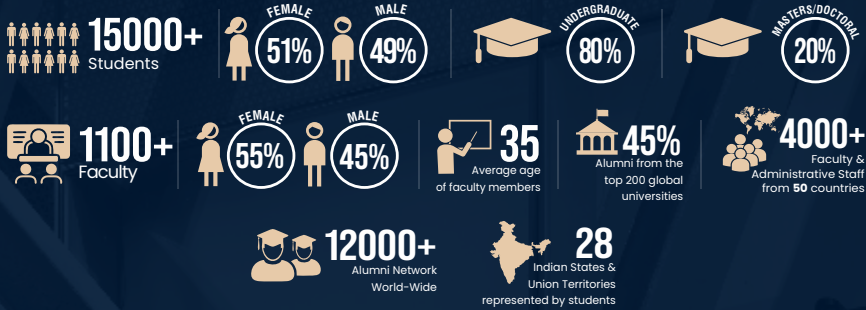 15000+
Students
FEMALE
51%
MALE
49%
UNDERGRADUATE
80%
MASTERS/DOCTORAL
20%
1100+
Faculty
FEMALE
55%
MALE
45%
35
Average age
of faculty members
45%
Alumni from the
top 200 global
universities
4000+
Faculty &
Administrative Staff
from 50 countries
12000+
Alumni Network
World-Wide
28
Indian States &
Union Territories
represented by students